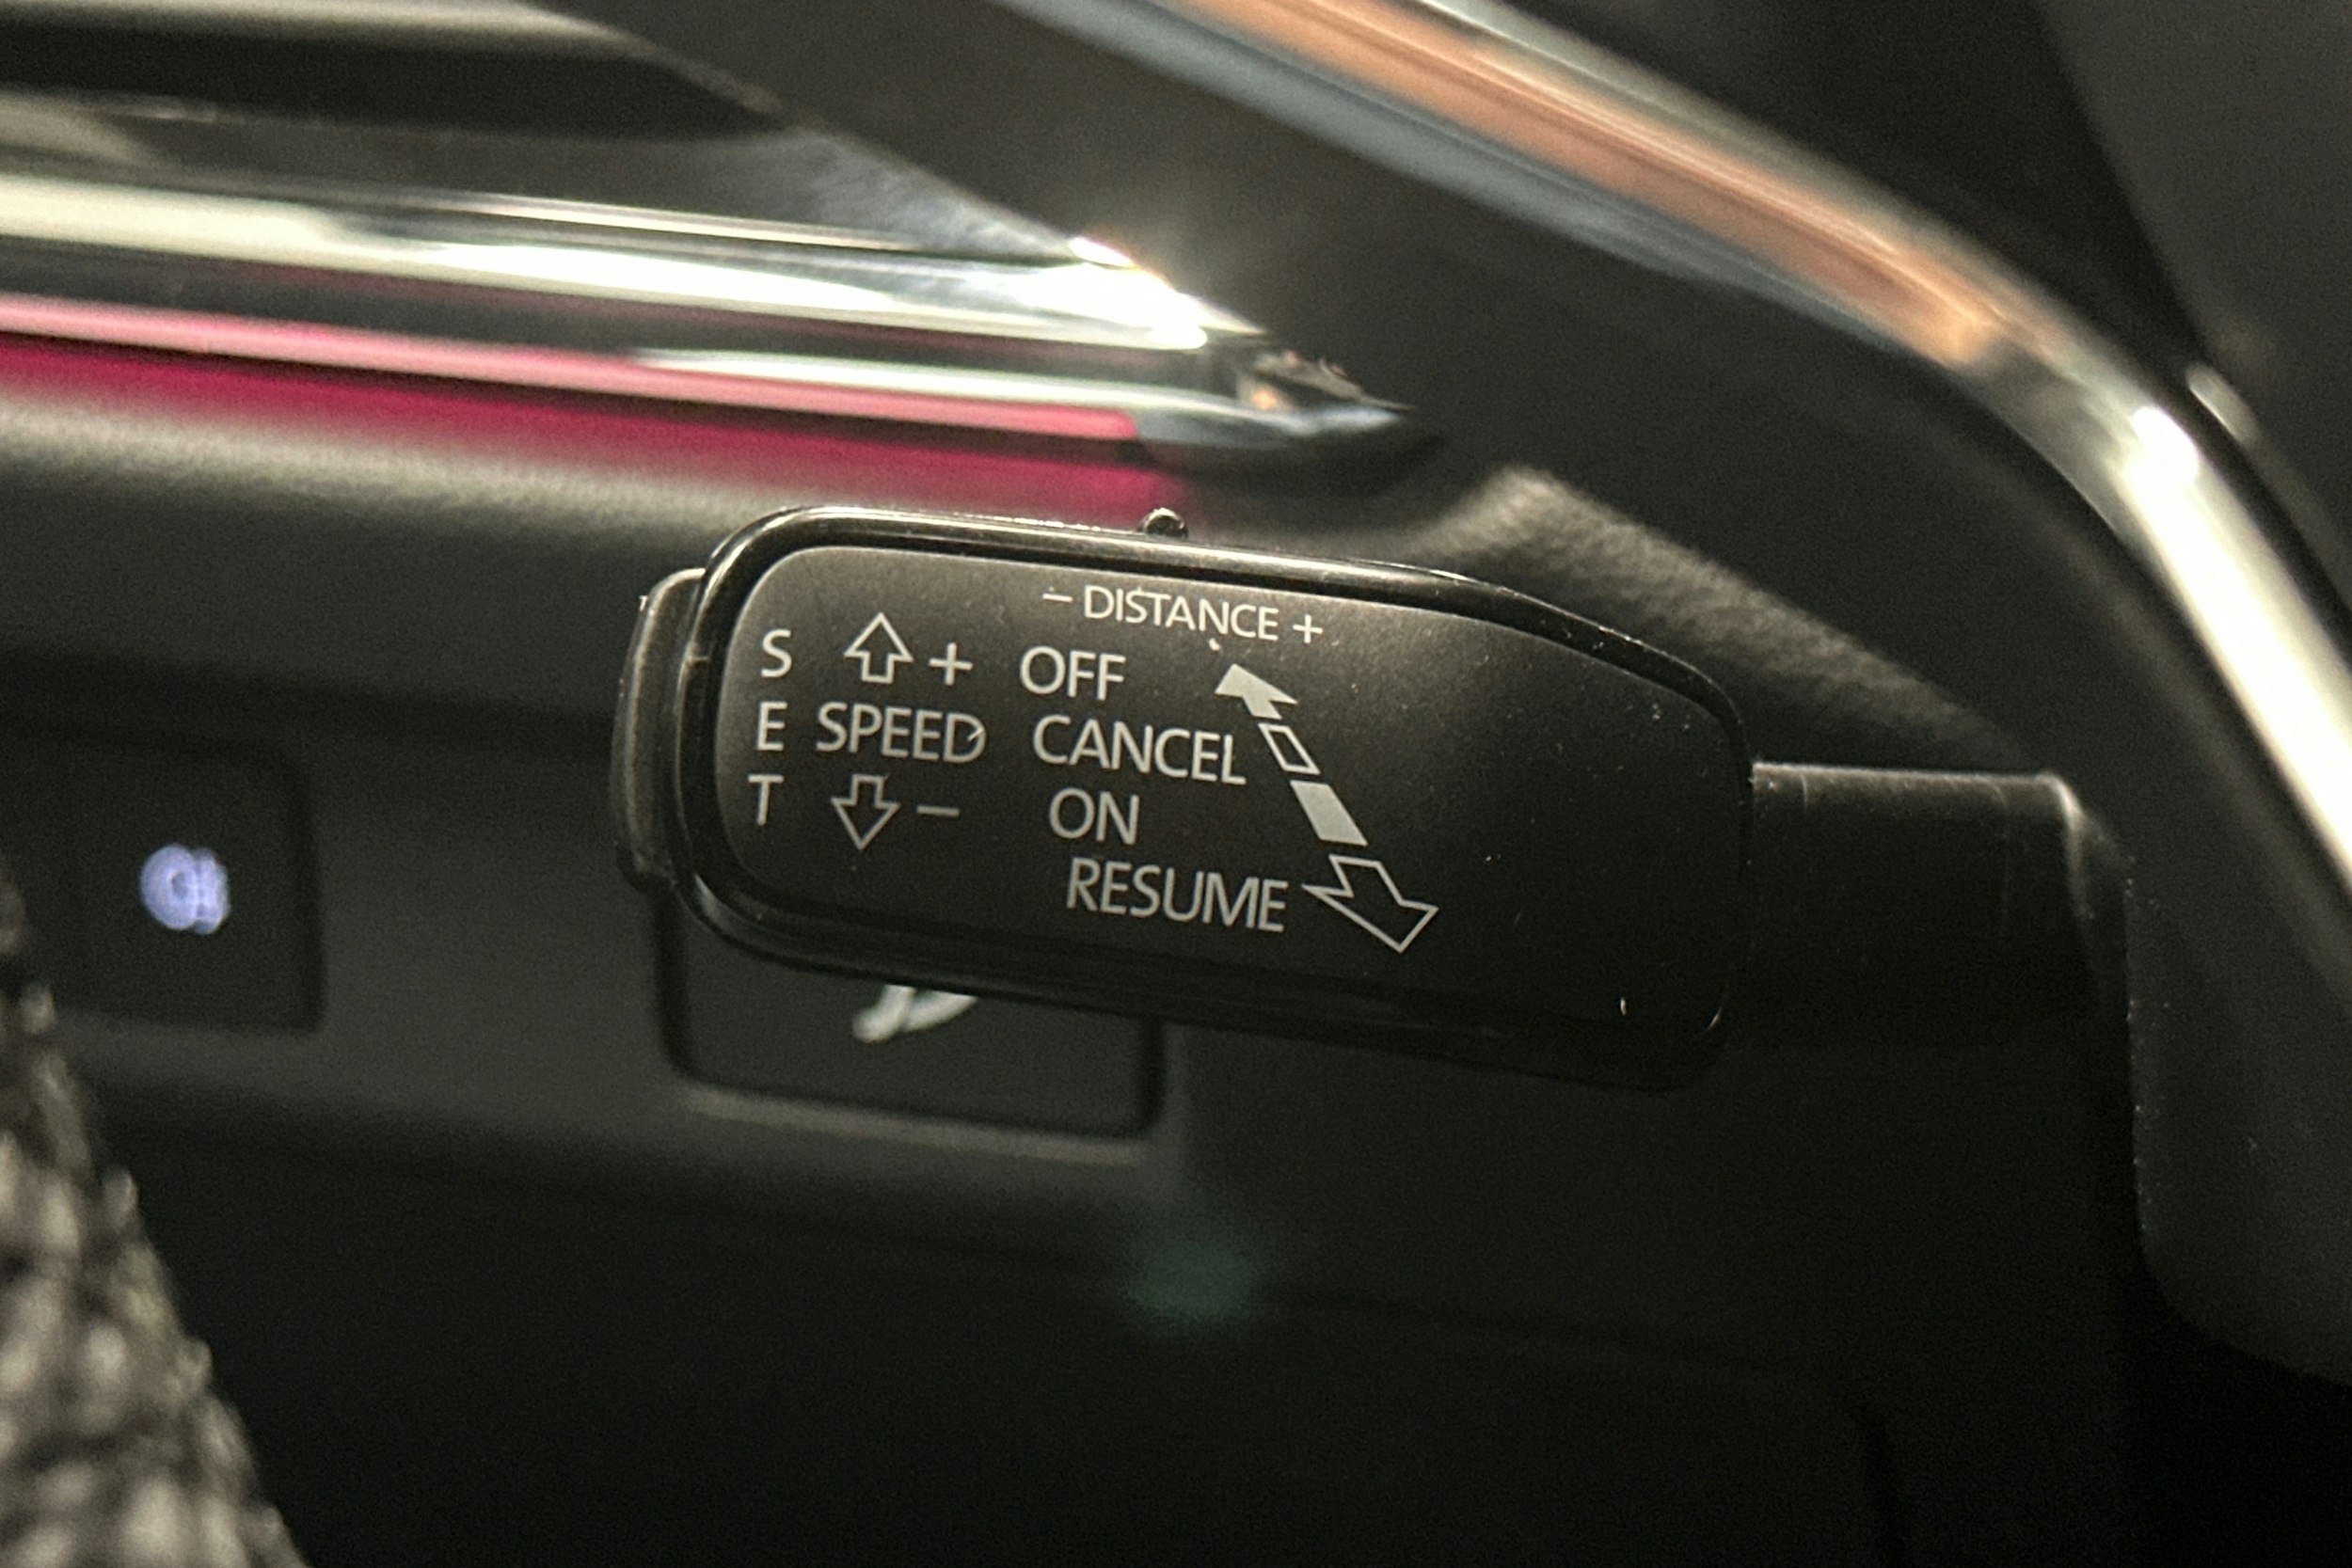 − DISTANCE +
S + OFF
E SPEED CANCEL
T − ON
RESUME